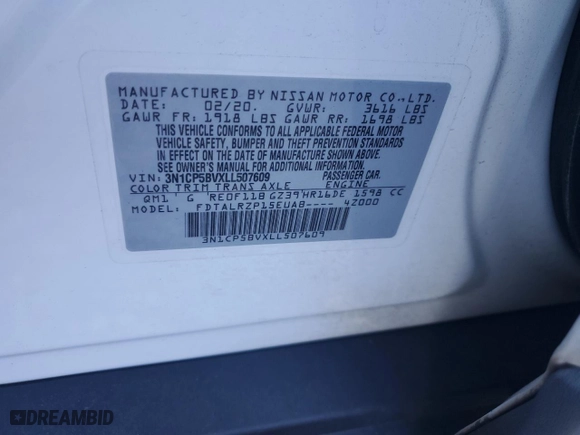 MANUFACTURED BY NISSAN MOTOR CO.,LTD.
DATE: 02/20. GVWR: 3616 LBS
GAWR FR: 1918 LBS GAWR RR: 1698 LBS
THIS VEHICLE CONFORMS TO ALL APPLICABLE FEDERAL MOTOR
VEHICLE SAFETY, BUMPER, AND THEFT PREVENTION STANDARDS
IN EFFECT ON THE DATE OF MANUFACTURE SHOWN ABOVE.
SEE OWNER'S MANUAL FOR ADDITIONAL INFORMATION
VIN: 3N1CP5BVXLL507609 PASSENGER CAR.
COLOR TRIM TRANS AXLE ENGINE
QM1 G RE0F11B GZ39 HR16DE 1598 CC
MODEL: FDTALRZP15EUA8---- 4Z000
3N1CP5BVXLL507609
DREAMBID